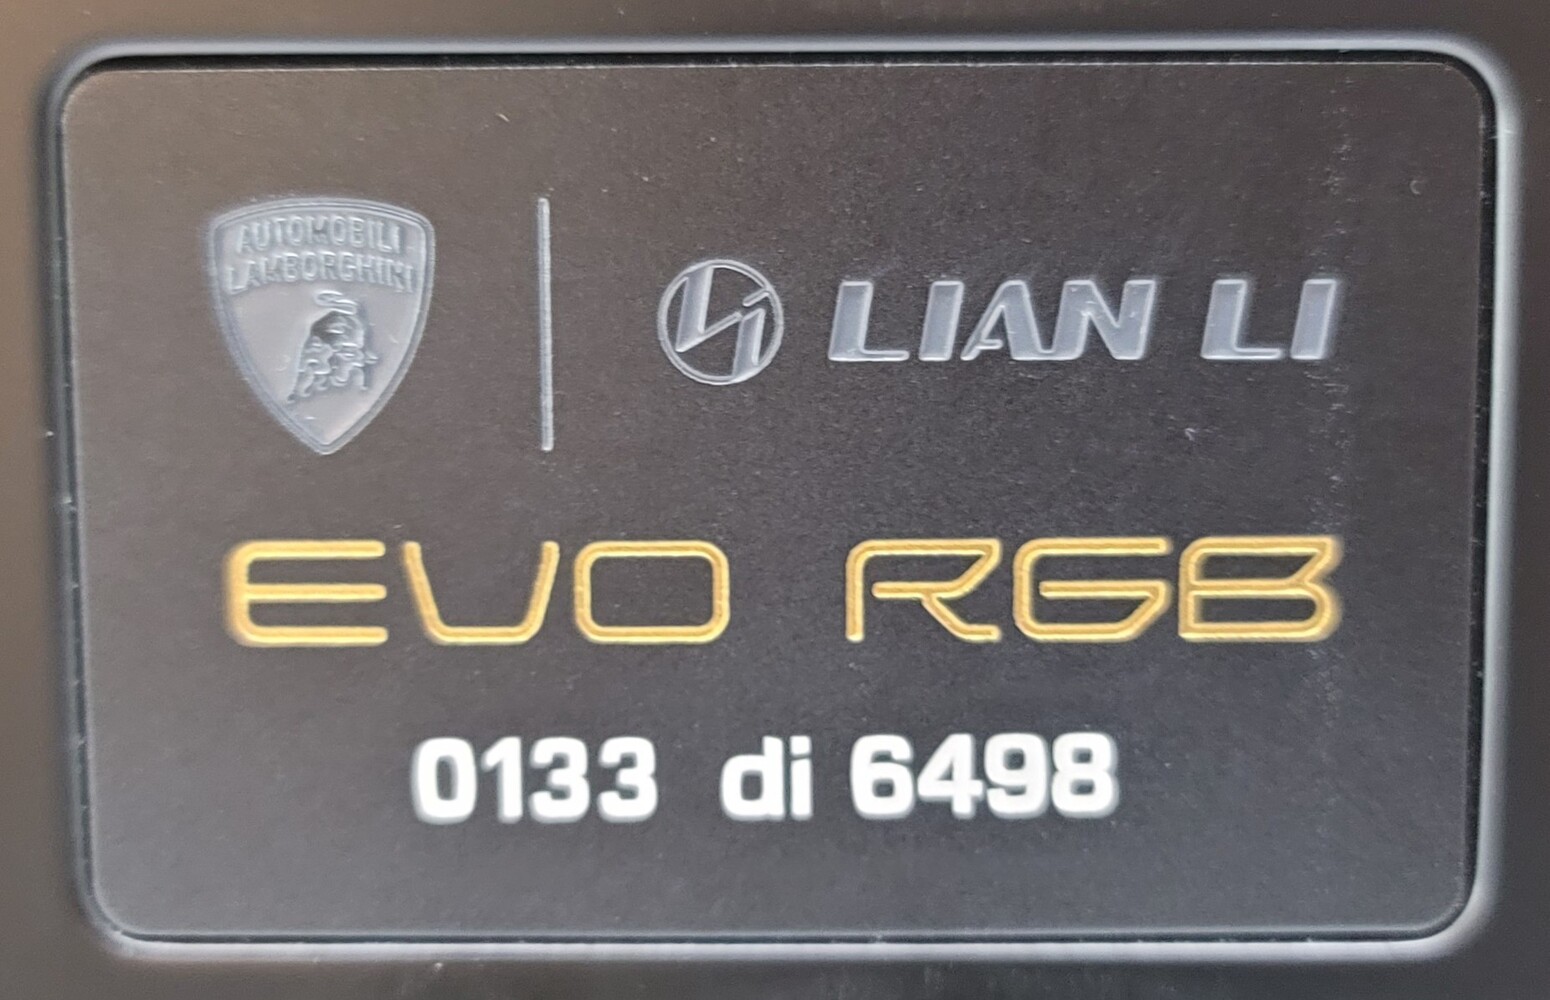 AUTOMOBILI
LAMBORGHINI
LIAN LI
EVO RGB
0133 di 6498